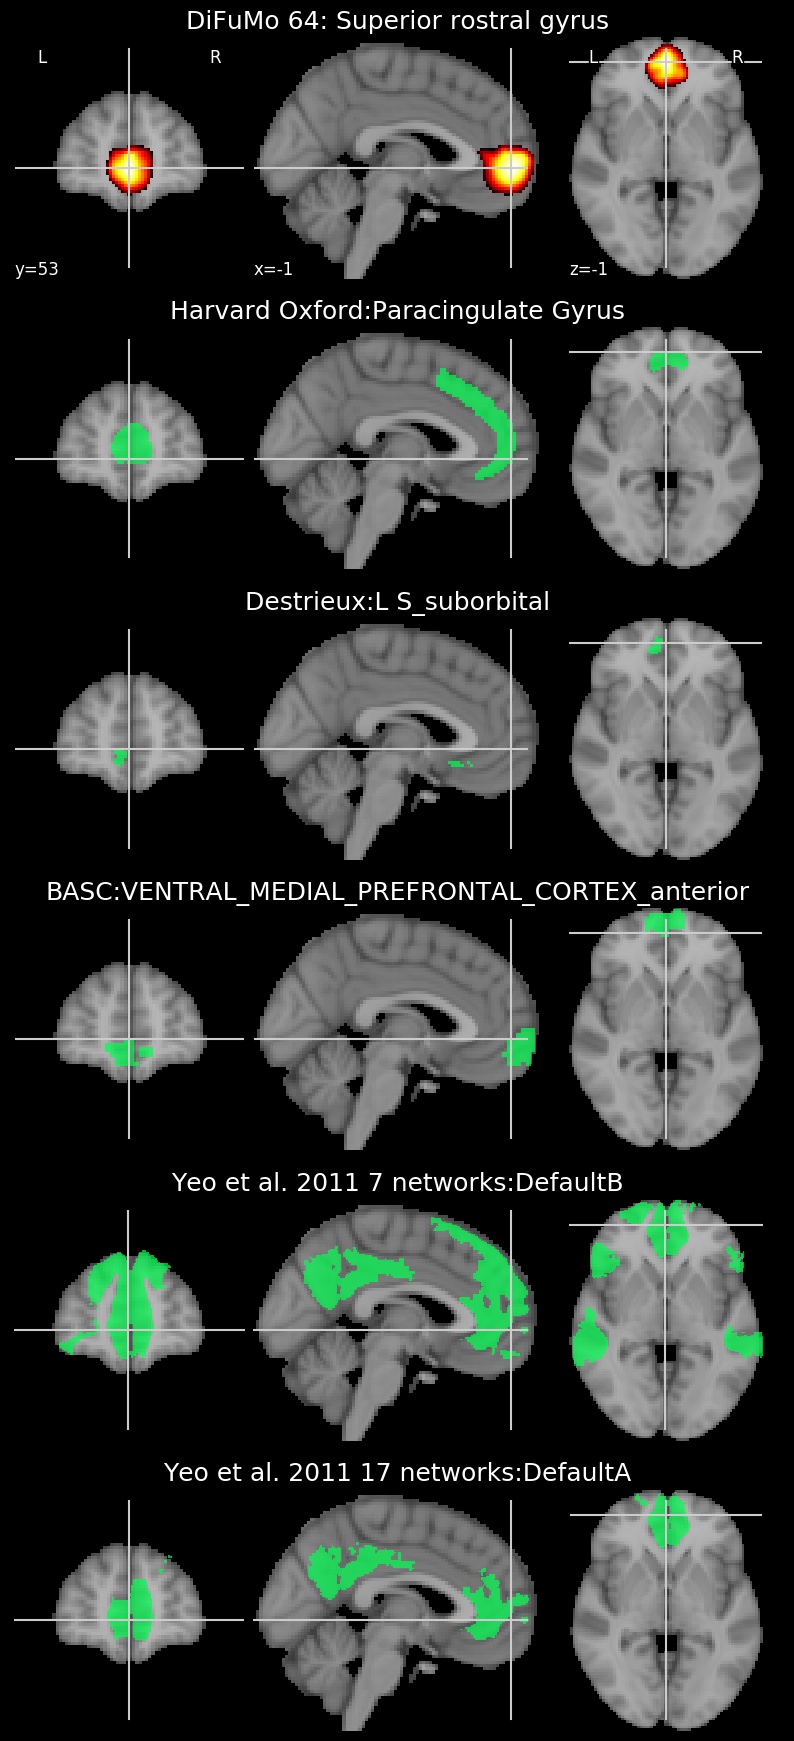 DiFuMo 64: Superior rostral gyrus
L R L R
y=53 x=-1 z=-1
Harvard Oxford:Paracingulate Gyrus
Destrieux:L S_suborbital
BASC:VENTRAL_MEDIAL_PREFRONTAL_CORTEX_anterior
Yeo et al. 2011 7 networks:DefaultB
Yeo et al. 2011 17 networks:DefaultA